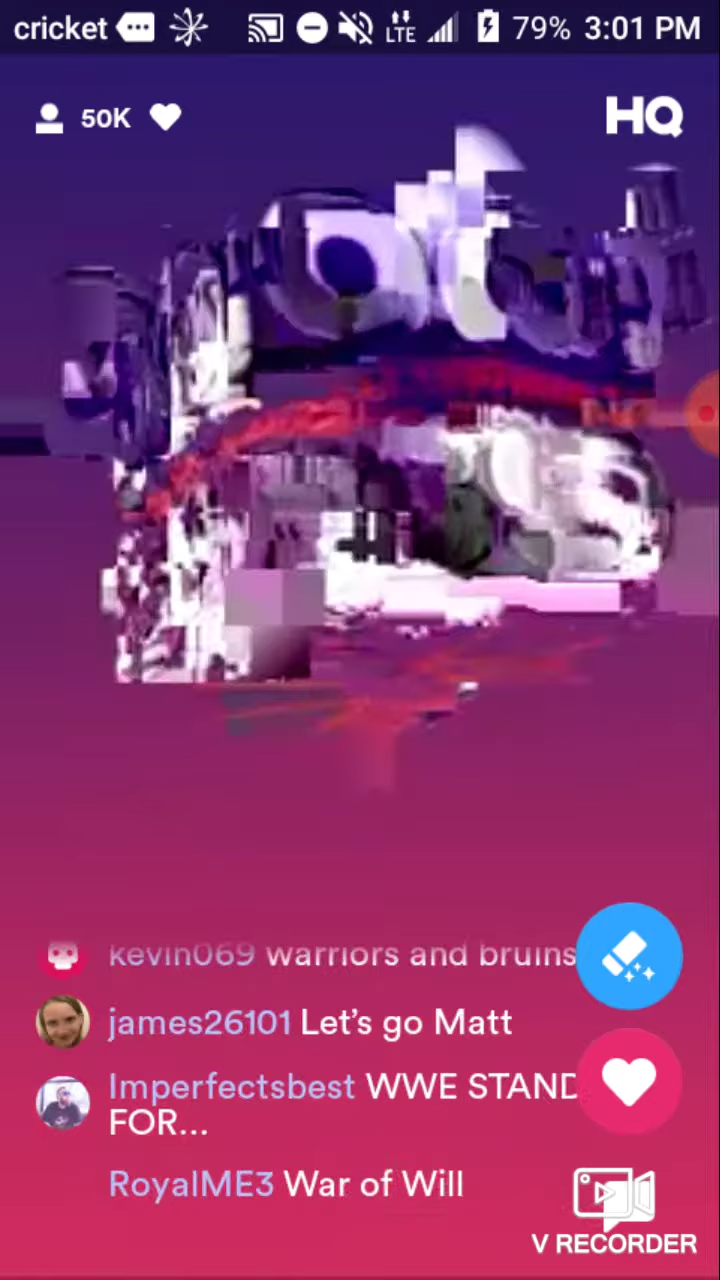 cricket LTE 79% 3:01 PM
50K HQ
kevin069 warriors and bruins
james26101 Let's go Matt
Imperfectsbest WWE STAND
FOR...
RoyalME3 War of Will
V RECORDER